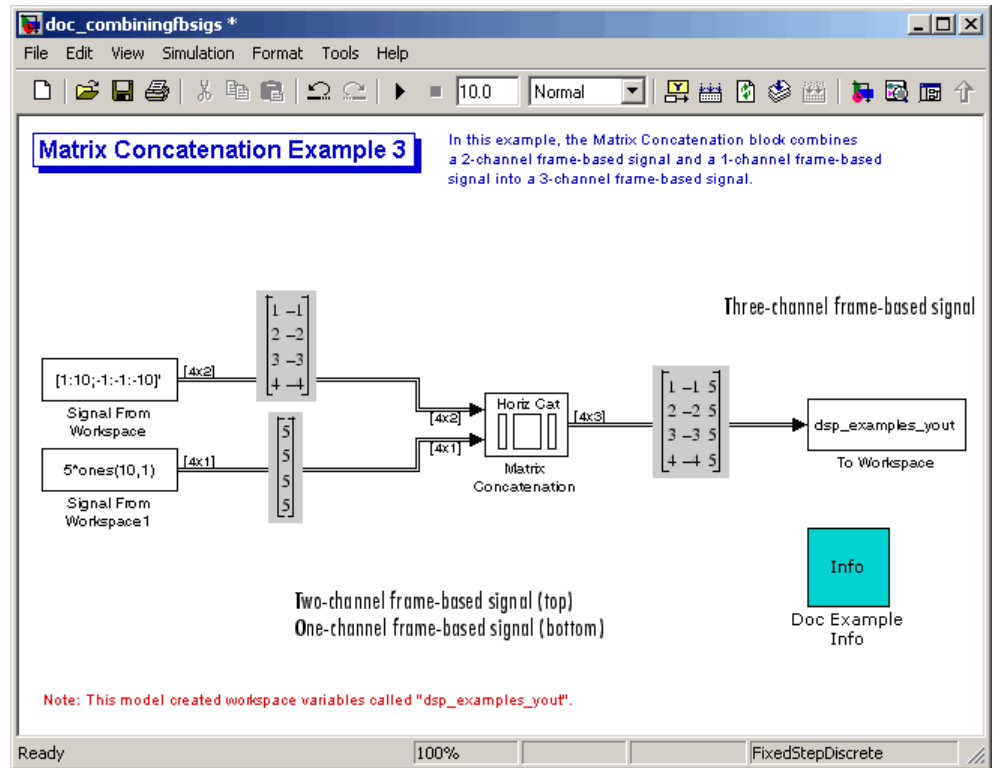 doc_combiningfbsigs *
File Edit View Simulation Format Tools Help
10.0 Normal
Matrix Concatenation Example 3
In this example, the Matrix Concatenation block combines
a 2-channel frame-based signal and a 1-channel frame-based
signal into a 3-channel frame-based signal.
Three-channel frame-based signal
1 -1
2 -2
3 -3
4 -4
[1:10;-1:-1:-10]'
[4x2]
Signal From
Workspace
5
5
5
5
5*ones(10,1)
[4x1]
Signal From
Workspace1
[4x2]
[4x1]
Horiz Cat
[4x3]
Matrix
Concatenation
1 -1 5
2 -2 5
3 -3 5
4 -4 5
dsp_examples_yout
To Workspace
Info
Doc Example
Info
Two-channel frame-based signal (top)
One-channel frame-based signal (bottom)
Note: This model created workspace variables called "dsp_examples_yout".
Ready 100% FixedStepDiscrete